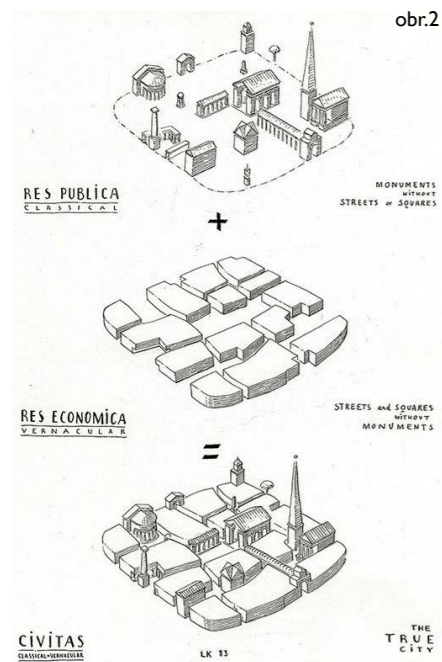 obr.2
RES PUBLICA
CLASSICAL
MONUMENTS
WITHOUT
STREETS or SQUARES
+
RES ECONOMICA
VERNACULAR
STREETS and SQUARES
WITHOUT
MONUMENTS
=
CIVITAS
CLASSICAL+VERNACULAR
LK 83
THE
TRUE
CITY